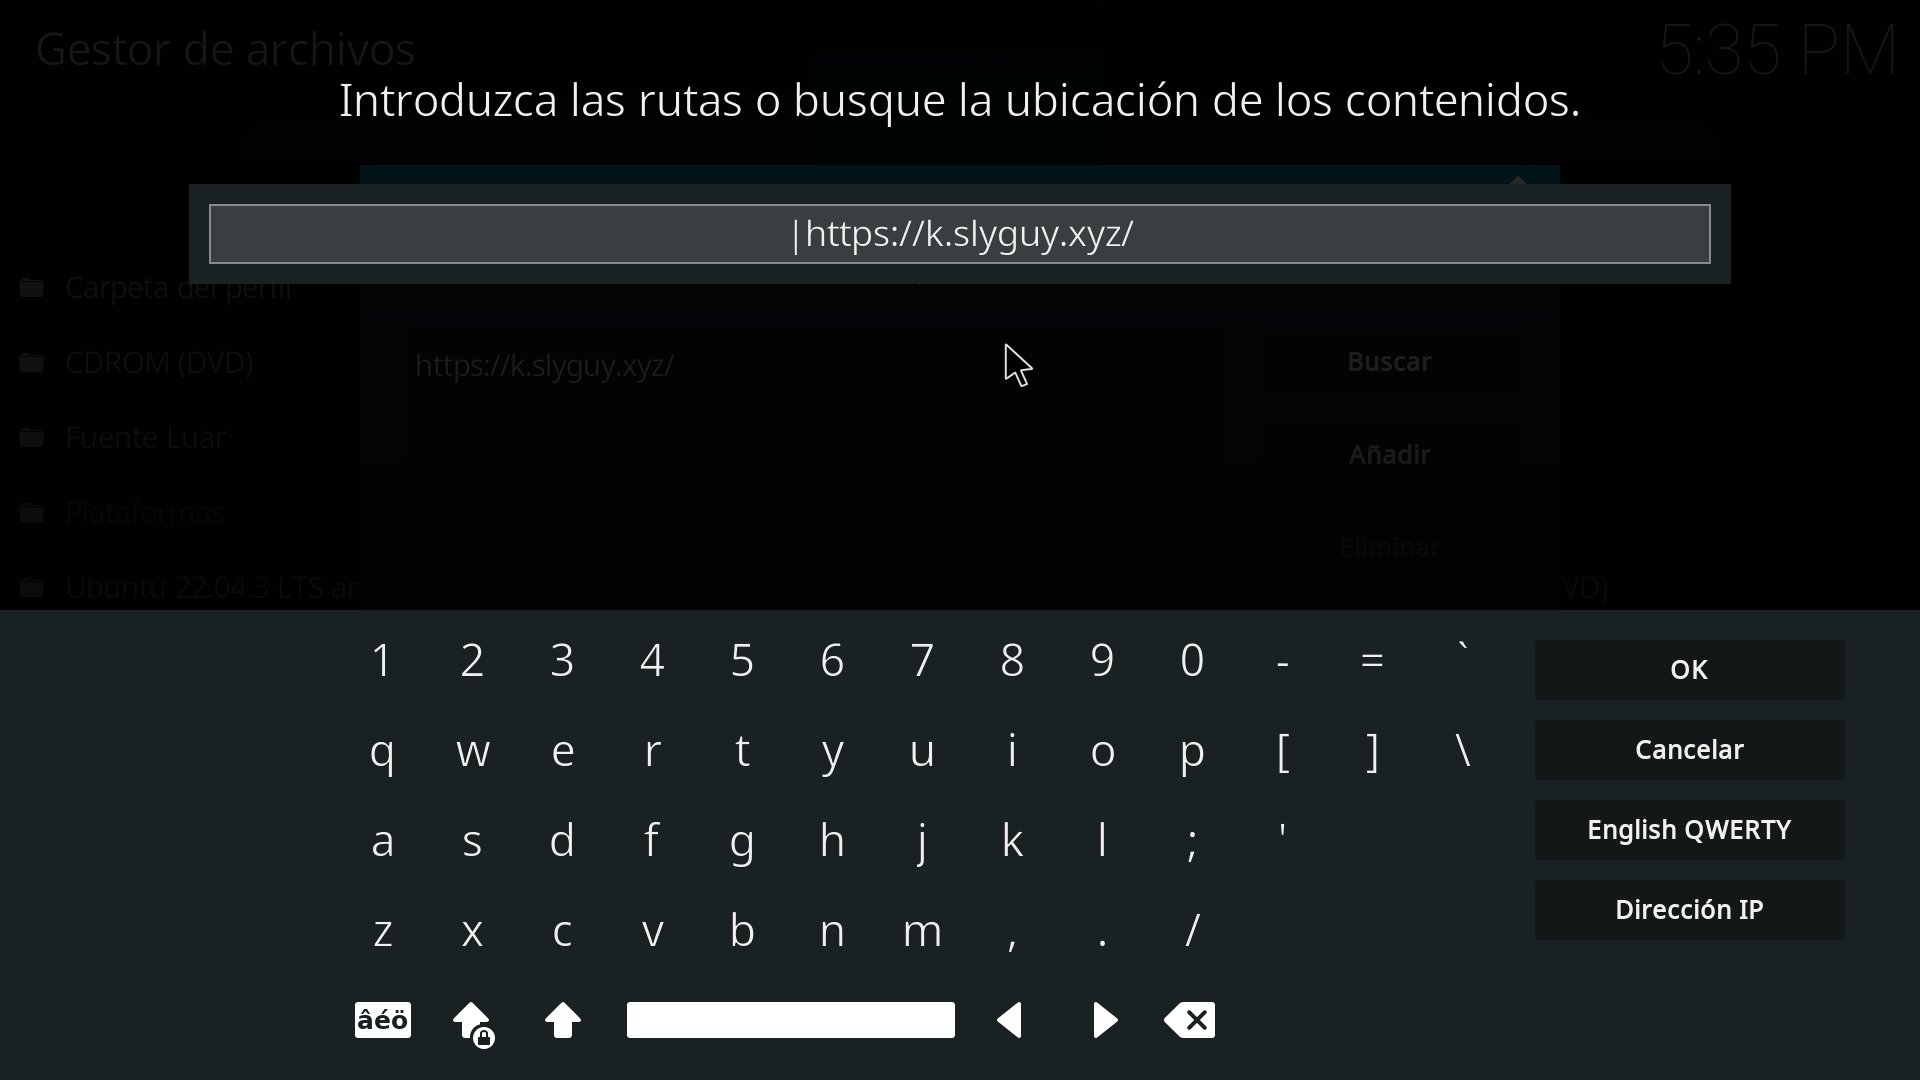 Gestor de archivos
5:35 PM
Introduzca las rutas o busque la ubicación de los contenidos.
https://k.slyguy.xyz/
Carpeta del perfil
CDROM (DVD)
Fuente Luar
Plataformas
Ubuntu 22.04.3 LTS
VD)
https://k.slyguy.xyz/
Buscar
Añadir
Eliminar
1 2 3 4 5 6 7 8 9 0 - = `
q w e r t y u i o p [ ] \
a s d f g h j k l ; '
z x c v b n m , . /
âéö
OK
Cancelar
English QWERTY
Dirección IP